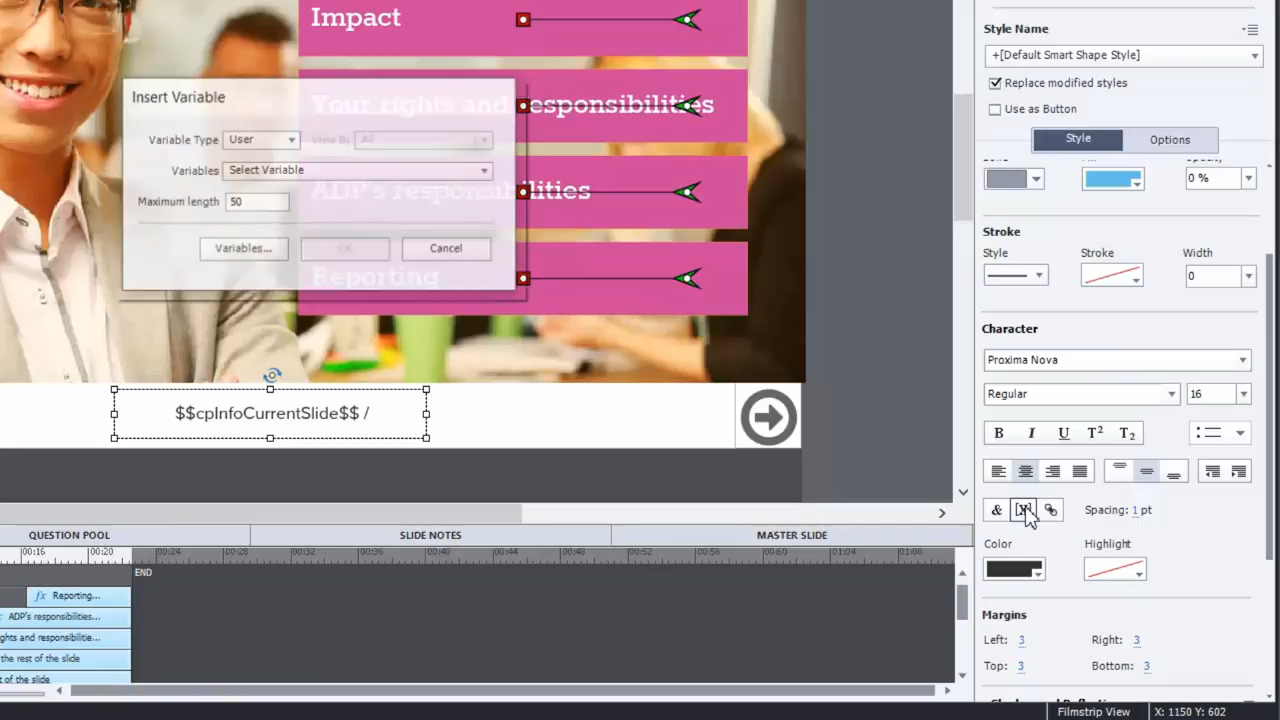 Impact
Your rights and responsibilities
ADP's responsibilities
Reporting
Insert Variable
Variable Type User View By All
Variables Select Variable
Maximum length 50
Variables... OK Cancel
$$cpInfoCurrentSlide$$ /
Style Name
+[Default Smart Shape Style]
Replace modified styles
Use as Button
Style Options
0 %
Stroke
Style Stroke Width
0
Character
Proxima Nova
Regular 16
B I U T2 T2
& [X] Spacing: 1 pt
Color Highlight
Margins
Left: 3 Right: 3
Top: 3 Bottom: 3
QUESTION POOL SLIDE NOTES MASTER SLIDE
00:16 00:20 00:24 00:28 00:32 00:36 00:40 00:44 00:48 00:52 00:56 01:00 01:04 01:08
END
fx Reporting...
ADP's responsibilities...
ghts and responsibilitie...
the rest of the slide
t of the slide
Filmstrip View X: 1150 Y: 602